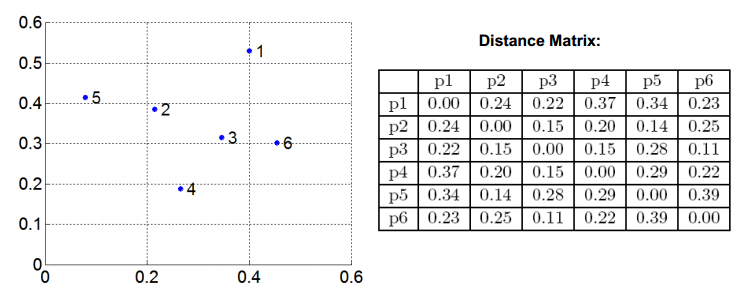 0.6
0.5
0.4
0.3
0.2
0.1
0
0 0.2 0.4 0.6
1
5
2
3
6
4
Distance Matrix:
p1 p2 p3 p4 p5 p6
p1 0.00 0.24 0.22 0.37 0.34 0.23
p2 0.24 0.00 0.15 0.20 0.14 0.25
p3 0.22 0.15 0.00 0.15 0.28 0.11
p4 0.37 0.20 0.15 0.00 0.29 0.22
p5 0.34 0.14 0.28 0.29 0.00 0.39
p6 0.23 0.25 0.11 0.22 0.39 0.00